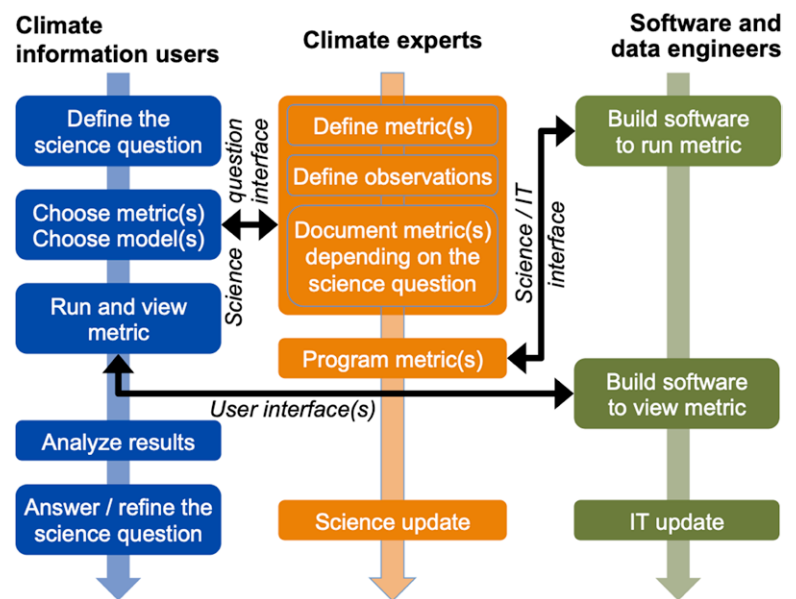 Climate
information users
Climate experts
Software and
data engineers
Define the
science question
Choose metric(s)
Choose model(s)
Run and view
metric
Analyze results
Answer / refine the
science question
Science
question
interface
Define metric(s)
Define observations
Document metric(s)
depending on the
science question
Program metric(s)
Science update
Science / IT
interface
User interface(s)
Build software
to run metric
Build software
to view metric
IT update